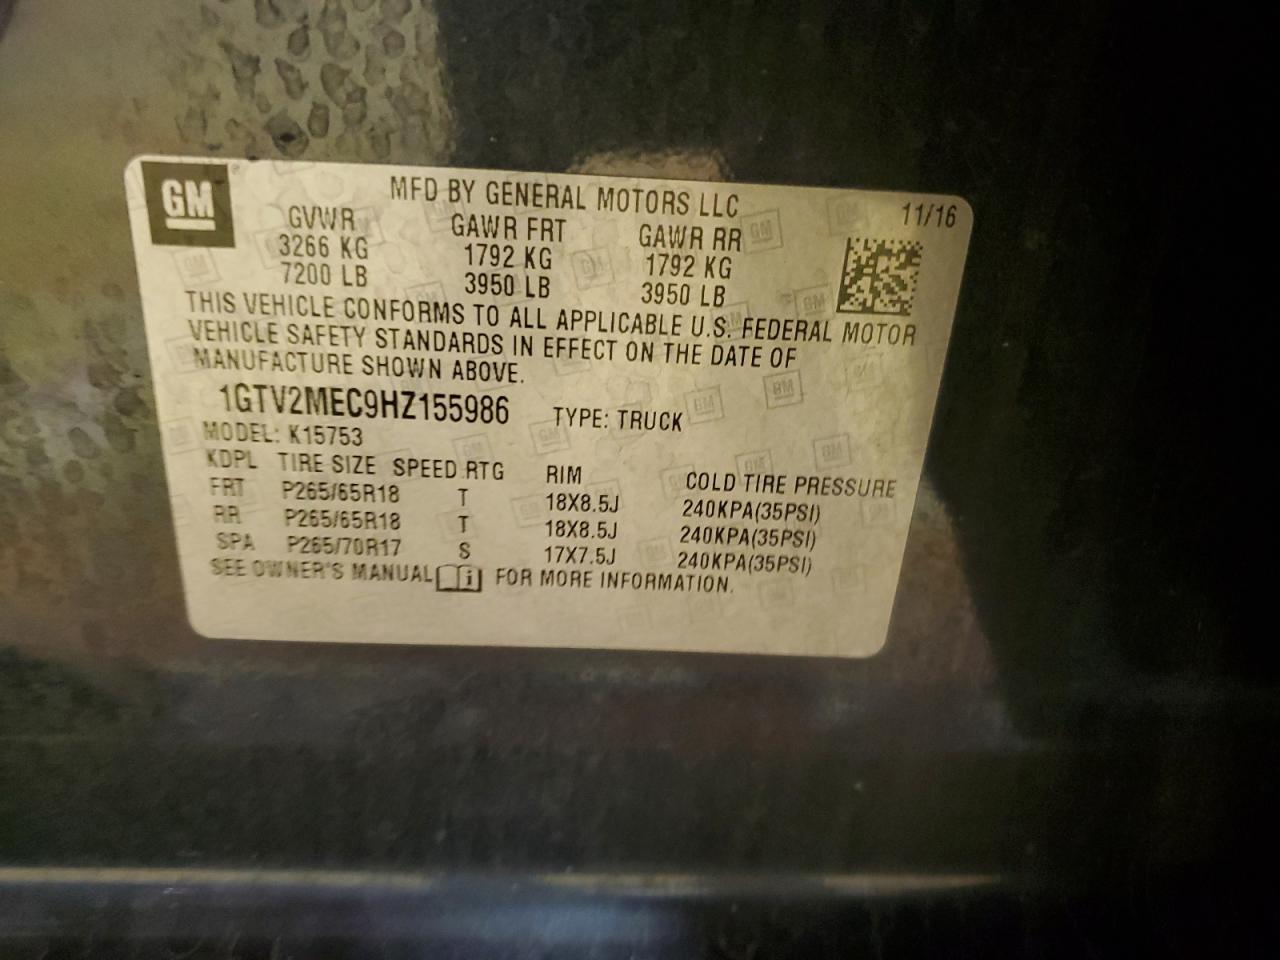 GM
MFD BY GENERAL MOTORS LLC
11/16
GVWR GAWR FRT GAWR RR
3266 KG 1792 KG 1792 KG
7200 LB 3950 LB 3950 LB
THIS VEHICLE CONFORMS TO ALL APPLICABLE U.S. FEDERAL MOTOR
VEHICLE SAFETY STANDARDS IN EFFECT ON THE DATE OF
MANUFACTURE SHOWN ABOVE.
1GTV2MEC9HZ155986 TYPE: TRUCK
MODEL: K15753
KDPL TIRE SIZE SPEED RTG RIM COLD TIRE PRESSURE
FRT P265/65R18 T 18X8.5J 240KPA(35PSI)
RR P265/65R18 T 18X8.5J 240KPA(35PSI)
SPA P265/70R17 S 17X7.5J 240KPA(35PSI)
SEE OWNER'S MANUAL FOR MORE INFORMATION.